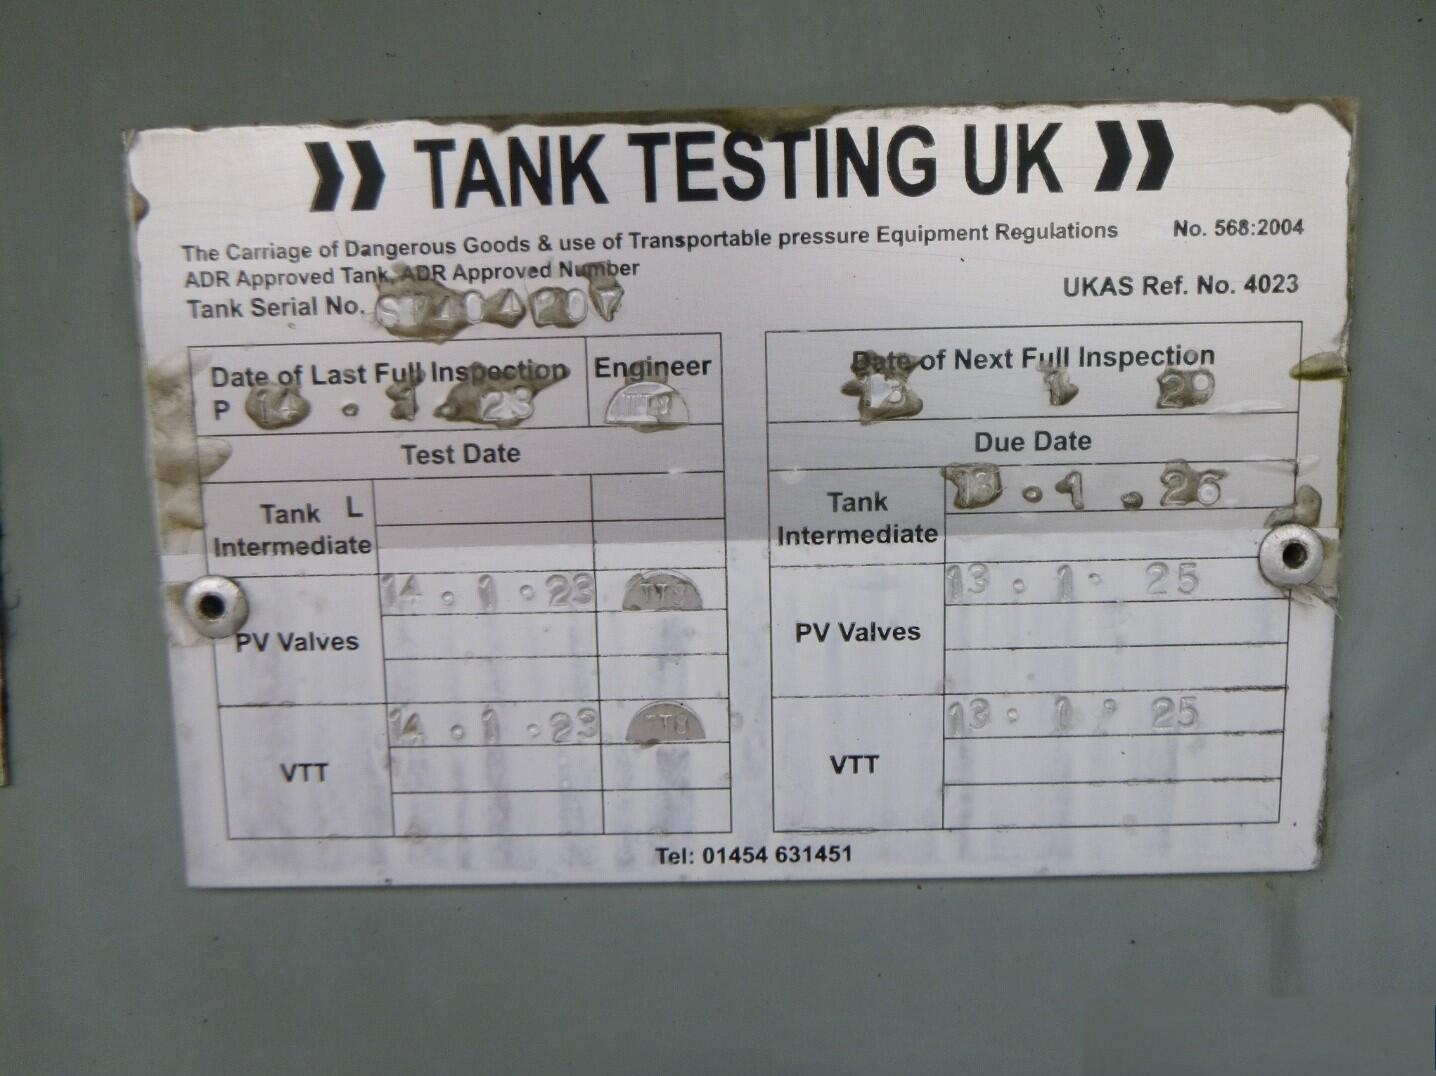 TANK TESTING UK
The Carriage of Dangerous Goods & use of Transportable pressure Equipment Regulations No. 568:2004
ADR Approved Tank, ADR Approved Number
UKAS Ref. No. 4023
Tank Serial No.
Date of Last Full Inspection Engineer
P 14 . 1 23
Date of Next Full Inspection
13 1 29
Test Date
Due Date
Tank L
Intermediate
Tank
Intermediate
13 . 1 . 26
PV Valves
14 . 1 . 23
PV Valves
13 . 1 . 25
VTT
14 . 1 . 23
VTT
13 . 1 . 25
Tel: 01454 631451